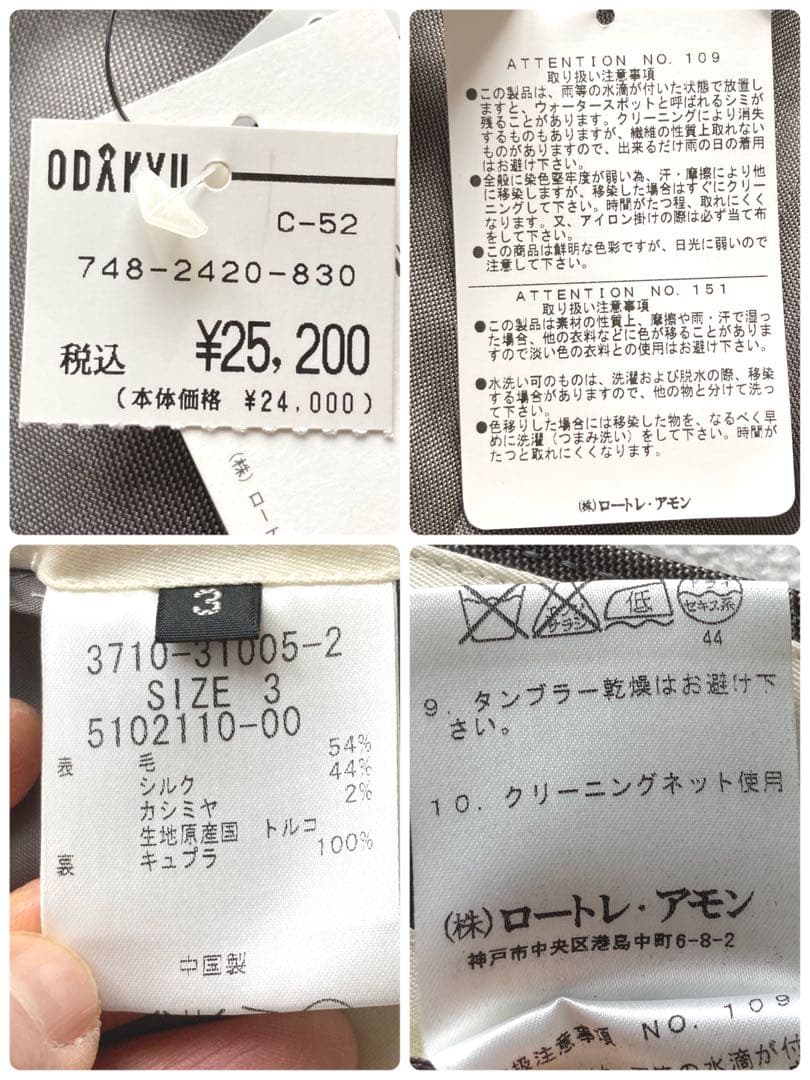 ODAKYU
C-52
748-2420-830
税込 ¥25,200
(本体価格 ¥24,000)
(株)ロート
ATTENTION NO. 109
取り扱い注意事項
●この製品は、雨等の水滴が付いた状態で放置し
ますと、ウォータースポットと呼ばれるシミが
残ることがあります。クリーニングにより消失
するものもありますが、繊維の性質上取れない
ものがありますので、出来るだけ雨の日の着用
はお避け下さい。
●全般に染色堅牢度が弱い為、汗・摩擦により他
に移染しますが、移染した場合はすぐにクリー
ニングして下さい。時間がたつ程、取れにくく
なります。又、アイロン掛けの際は必ず当て布
をして下さい。
●この商品は鮮明な色彩ですが、日光に弱いので
注意して下さい。
ATTENTION NO. 151
取り扱い注意事項
●この製品は素材の性質上、摩擦や雨・汗で湿っ
た場合、他の衣料などに色が移ることがありま
すので淡い色の衣料との使用はお避け下さい。
●水洗い可のものは、洗濯および脱水の際、移染
する場合がありますので、他の物と分けて洗っ
て下さい。
●色移りした場合には移染した物を、なるべく早
めに洗濯(つまみ洗い)をして下さい。時間が
たつと取れにくくなります。
(株)ロートレ・アモン
3
3710-31005-2
SIZE 3
5102110-00
表 毛 54%
シルク 44%
カシミヤ 2%
生地原産国 トルコ
裏 キュプラ 100%
中国製
サラシ
低
ドライ
セキユ系
44
9. タンブラー乾燥はお避け下
さい。
10. クリーニングネット使用
(株)ロートレ・アモン
神戸市中央区港島中町6-8-2
扱注意事項 NO. 109
等の水滴が付